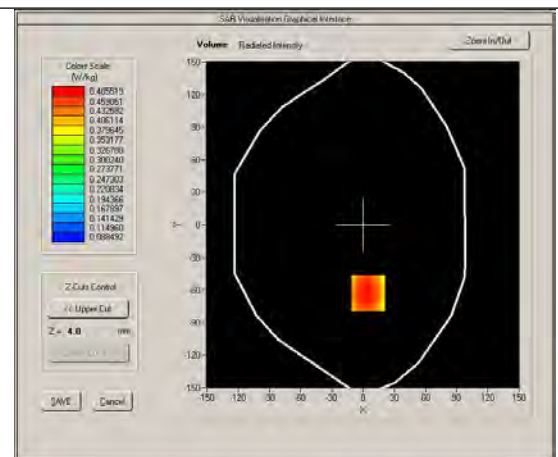 SAR Visualisation Graphical Interface
Volume Radiated Intensity
Zoom In/Out
Colors Scale
(W/kg)
0.485519
0.459051
0.432582
0.406114
0.379645
0.353177
0.326708
0.300240
0.273771
0.247303
0.220834
0.194366
0.167897
0.141429
0.114960
0.088492
Z-Cuts Control
<< Upper Cut
Z = 4.0 mm
SAVE
Cancel
Y
150
120
90
60
30
0
-30
-60
-90
-120
-150
-150 -120 -90 -60 -30 0 30 60 90 120 150
X